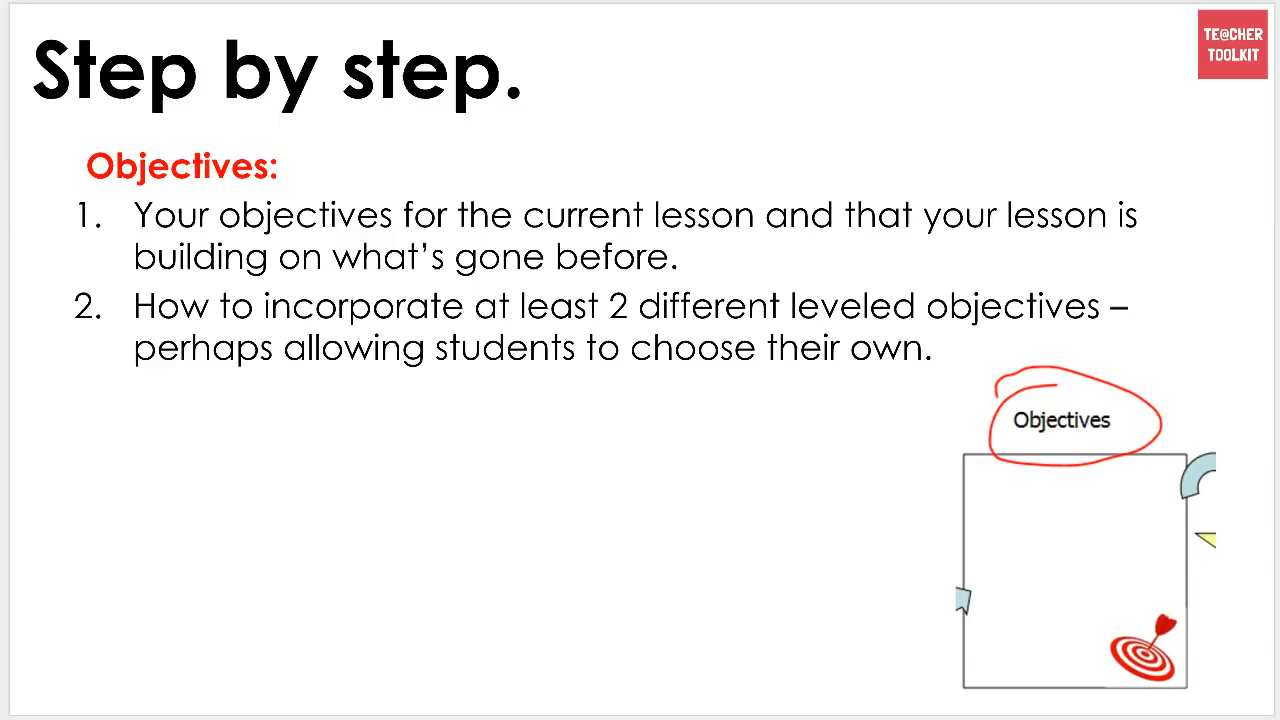 Step by step.
TE@CHER
TOOLKIT
Objectives:
1. Your objectives for the current lesson and that your lesson is
building on what’s gone before.
2. How to incorporate at least 2 different leveled objectives –
perhaps allowing students to choose their own.
Objectives